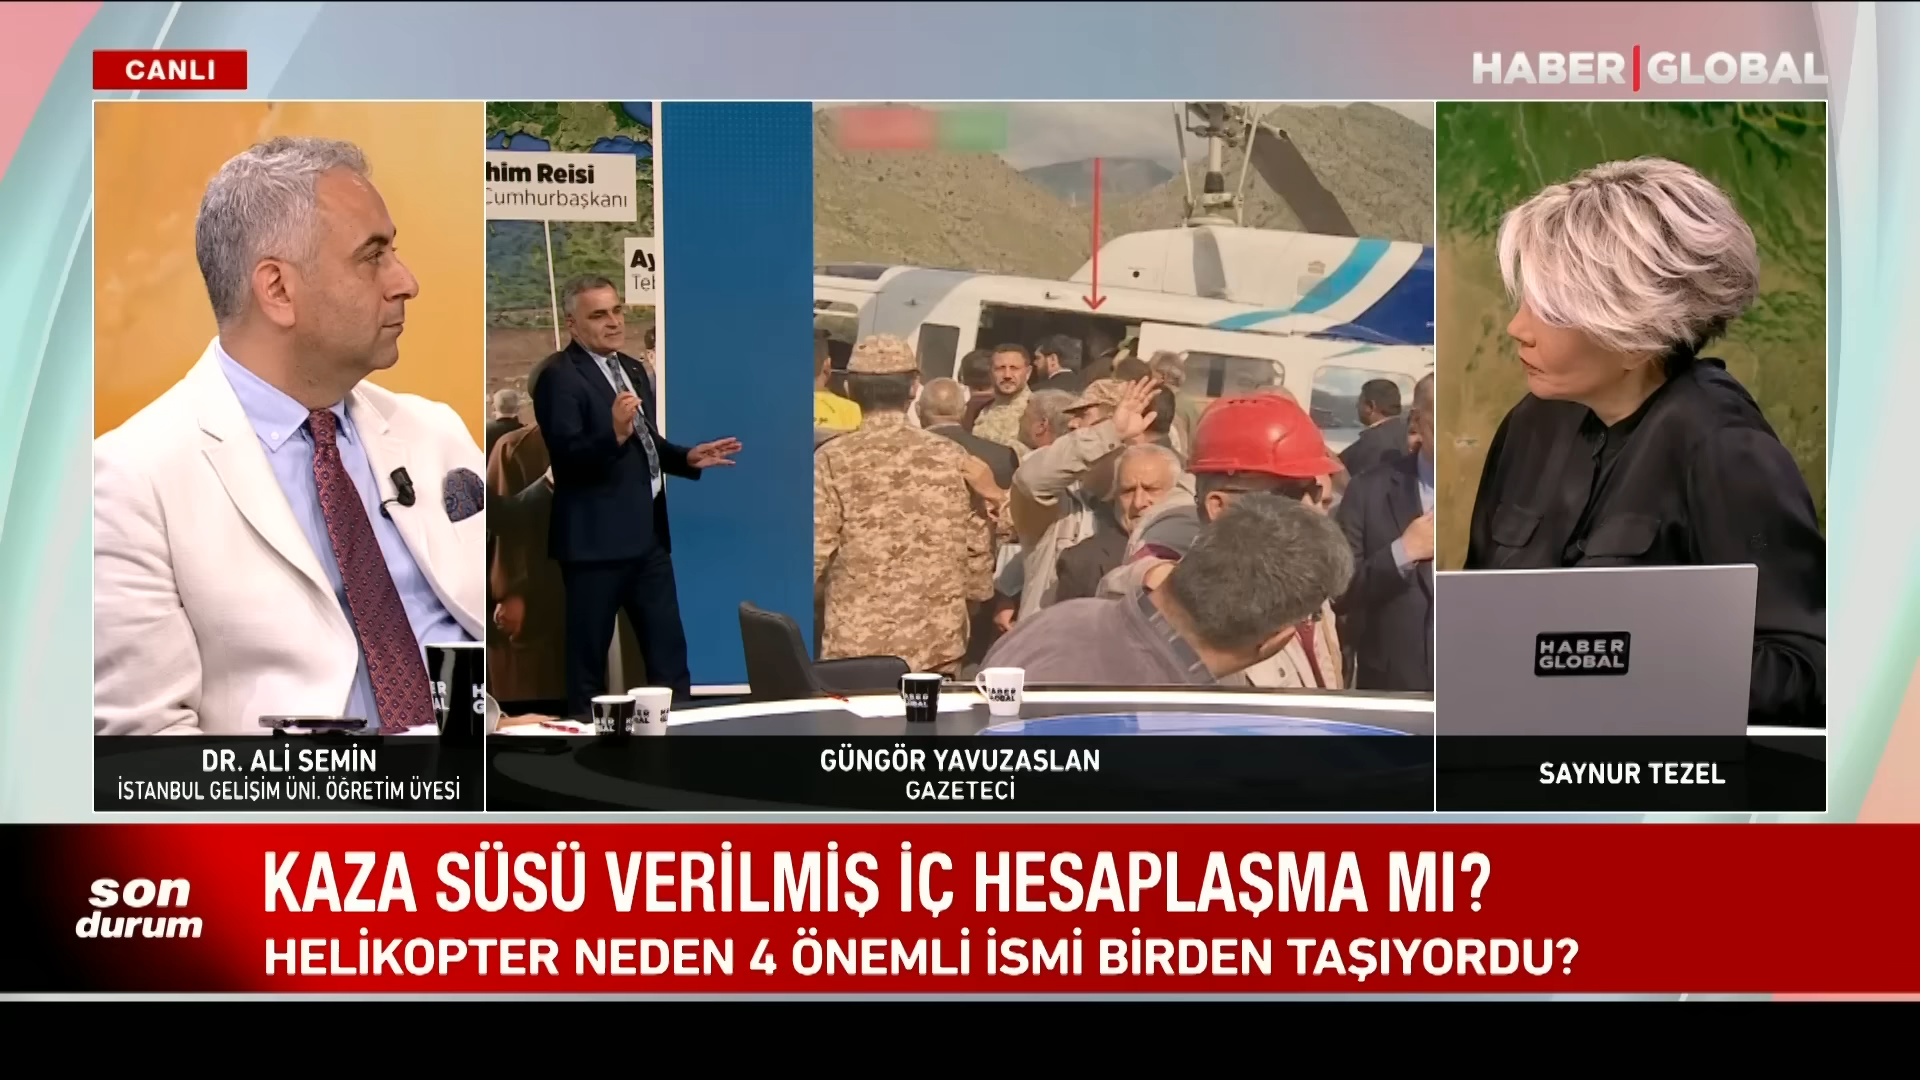 CANLI
HABER GLOBAL
him Reisi
Cumhurbaşkanı
Ay
Teb
HABER
GLOBAL
DR. ALİ SEMİN
İSTANBUL GELİŞİM ÜNİ. ÖĞRETİM ÜYESİ
GÜNGÖR YAVUZASLAN
GAZETECİ
SAYNUR TEZEL
son
durum
KAZA SÜSÜ VERİLMİŞ İÇ HESAPLAŞMA MI?
HELİKOPTER NEDEN 4 ÖNEMLİ İSMİ BİRDEN TAŞIYORDU?